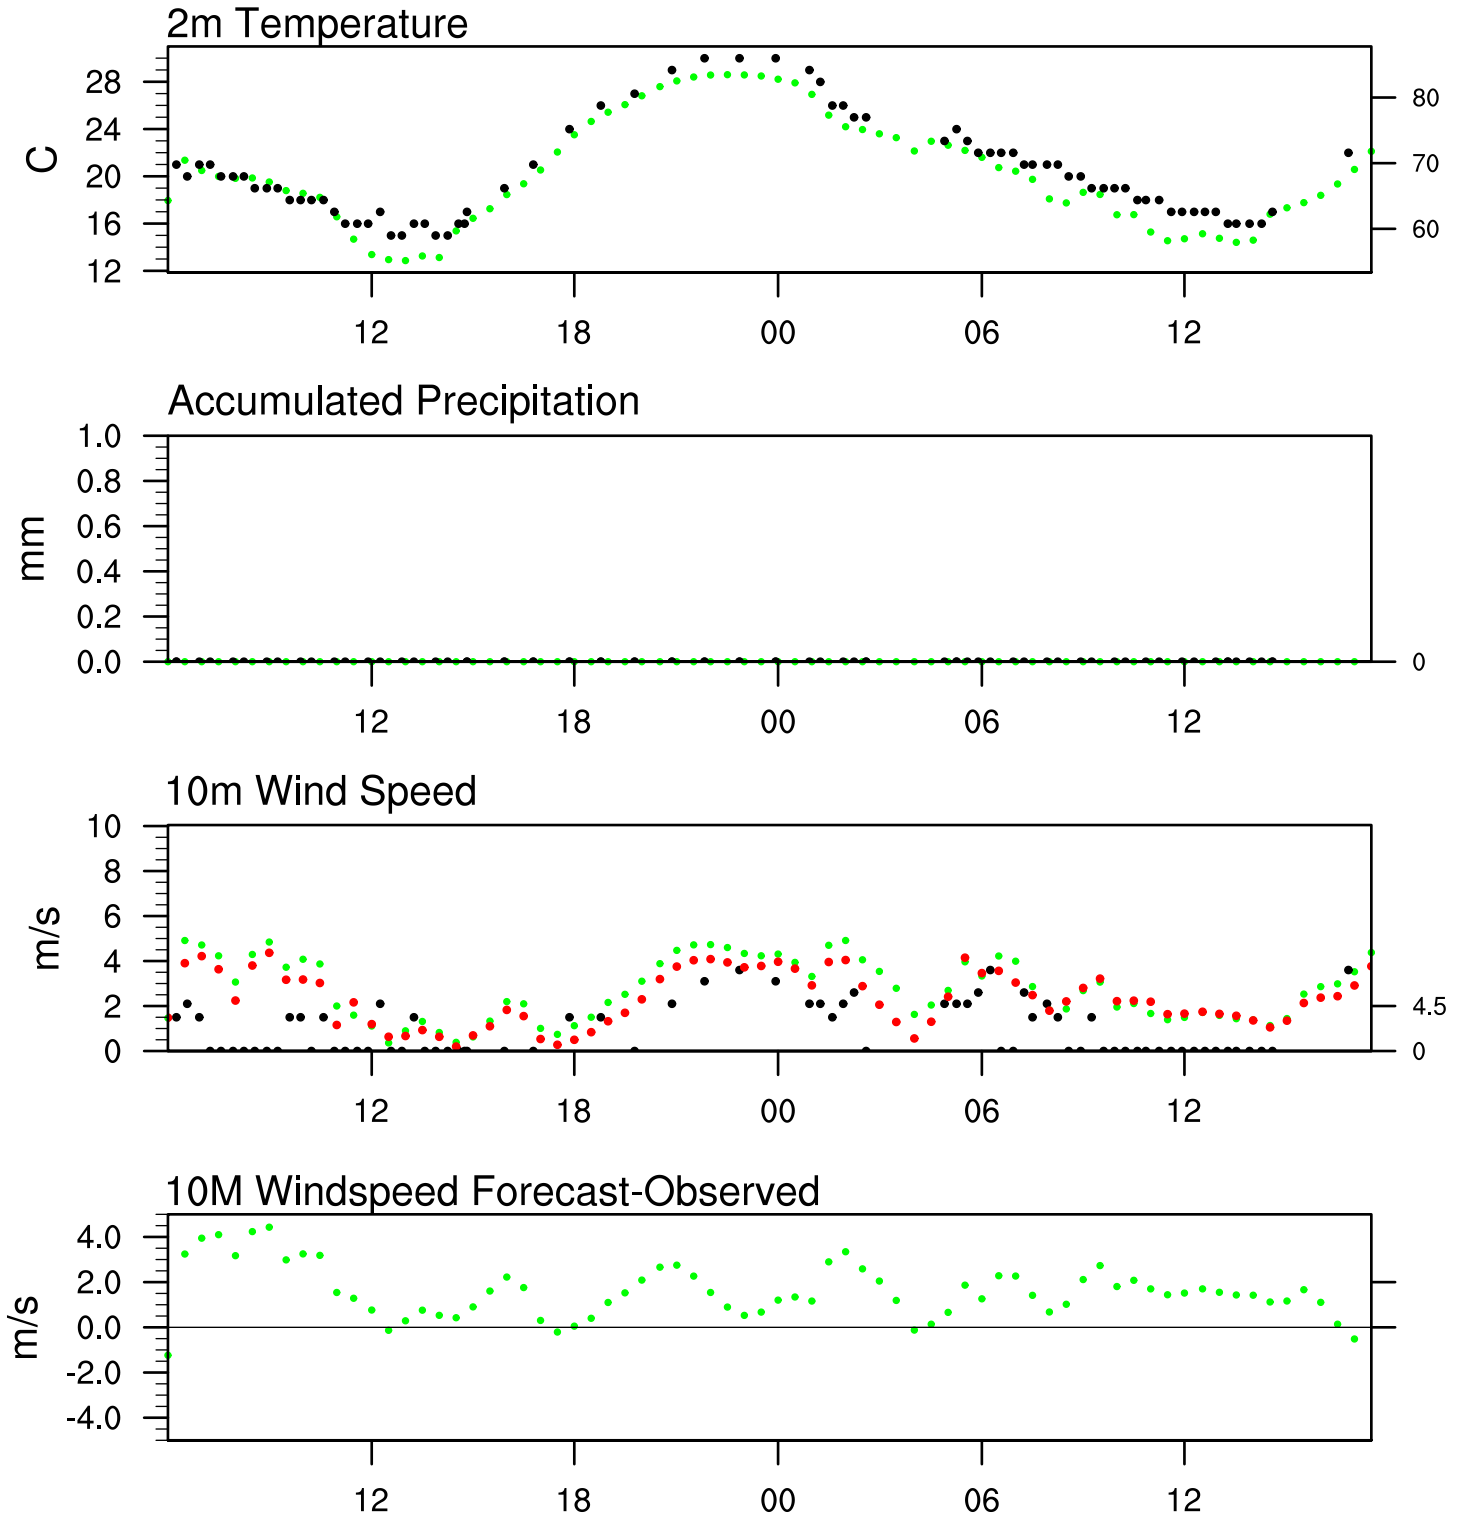 2m Temperature
28
24
20
16
12
C
80
70
60
12 18 00 06 12
Accumulated Precipitation
1.0
0.8
0.6
0.4
0.2
0.0
mm
0
12 18 00 06 12
10m Wind Speed
10
8
6
4
2
0
m/s
4.5
0
12 18 00 06 12
10M Windspeed Forecast-Observed
4.0
2.0
0.0
-2.0
-4.0
m/s
12 18 00 06 12